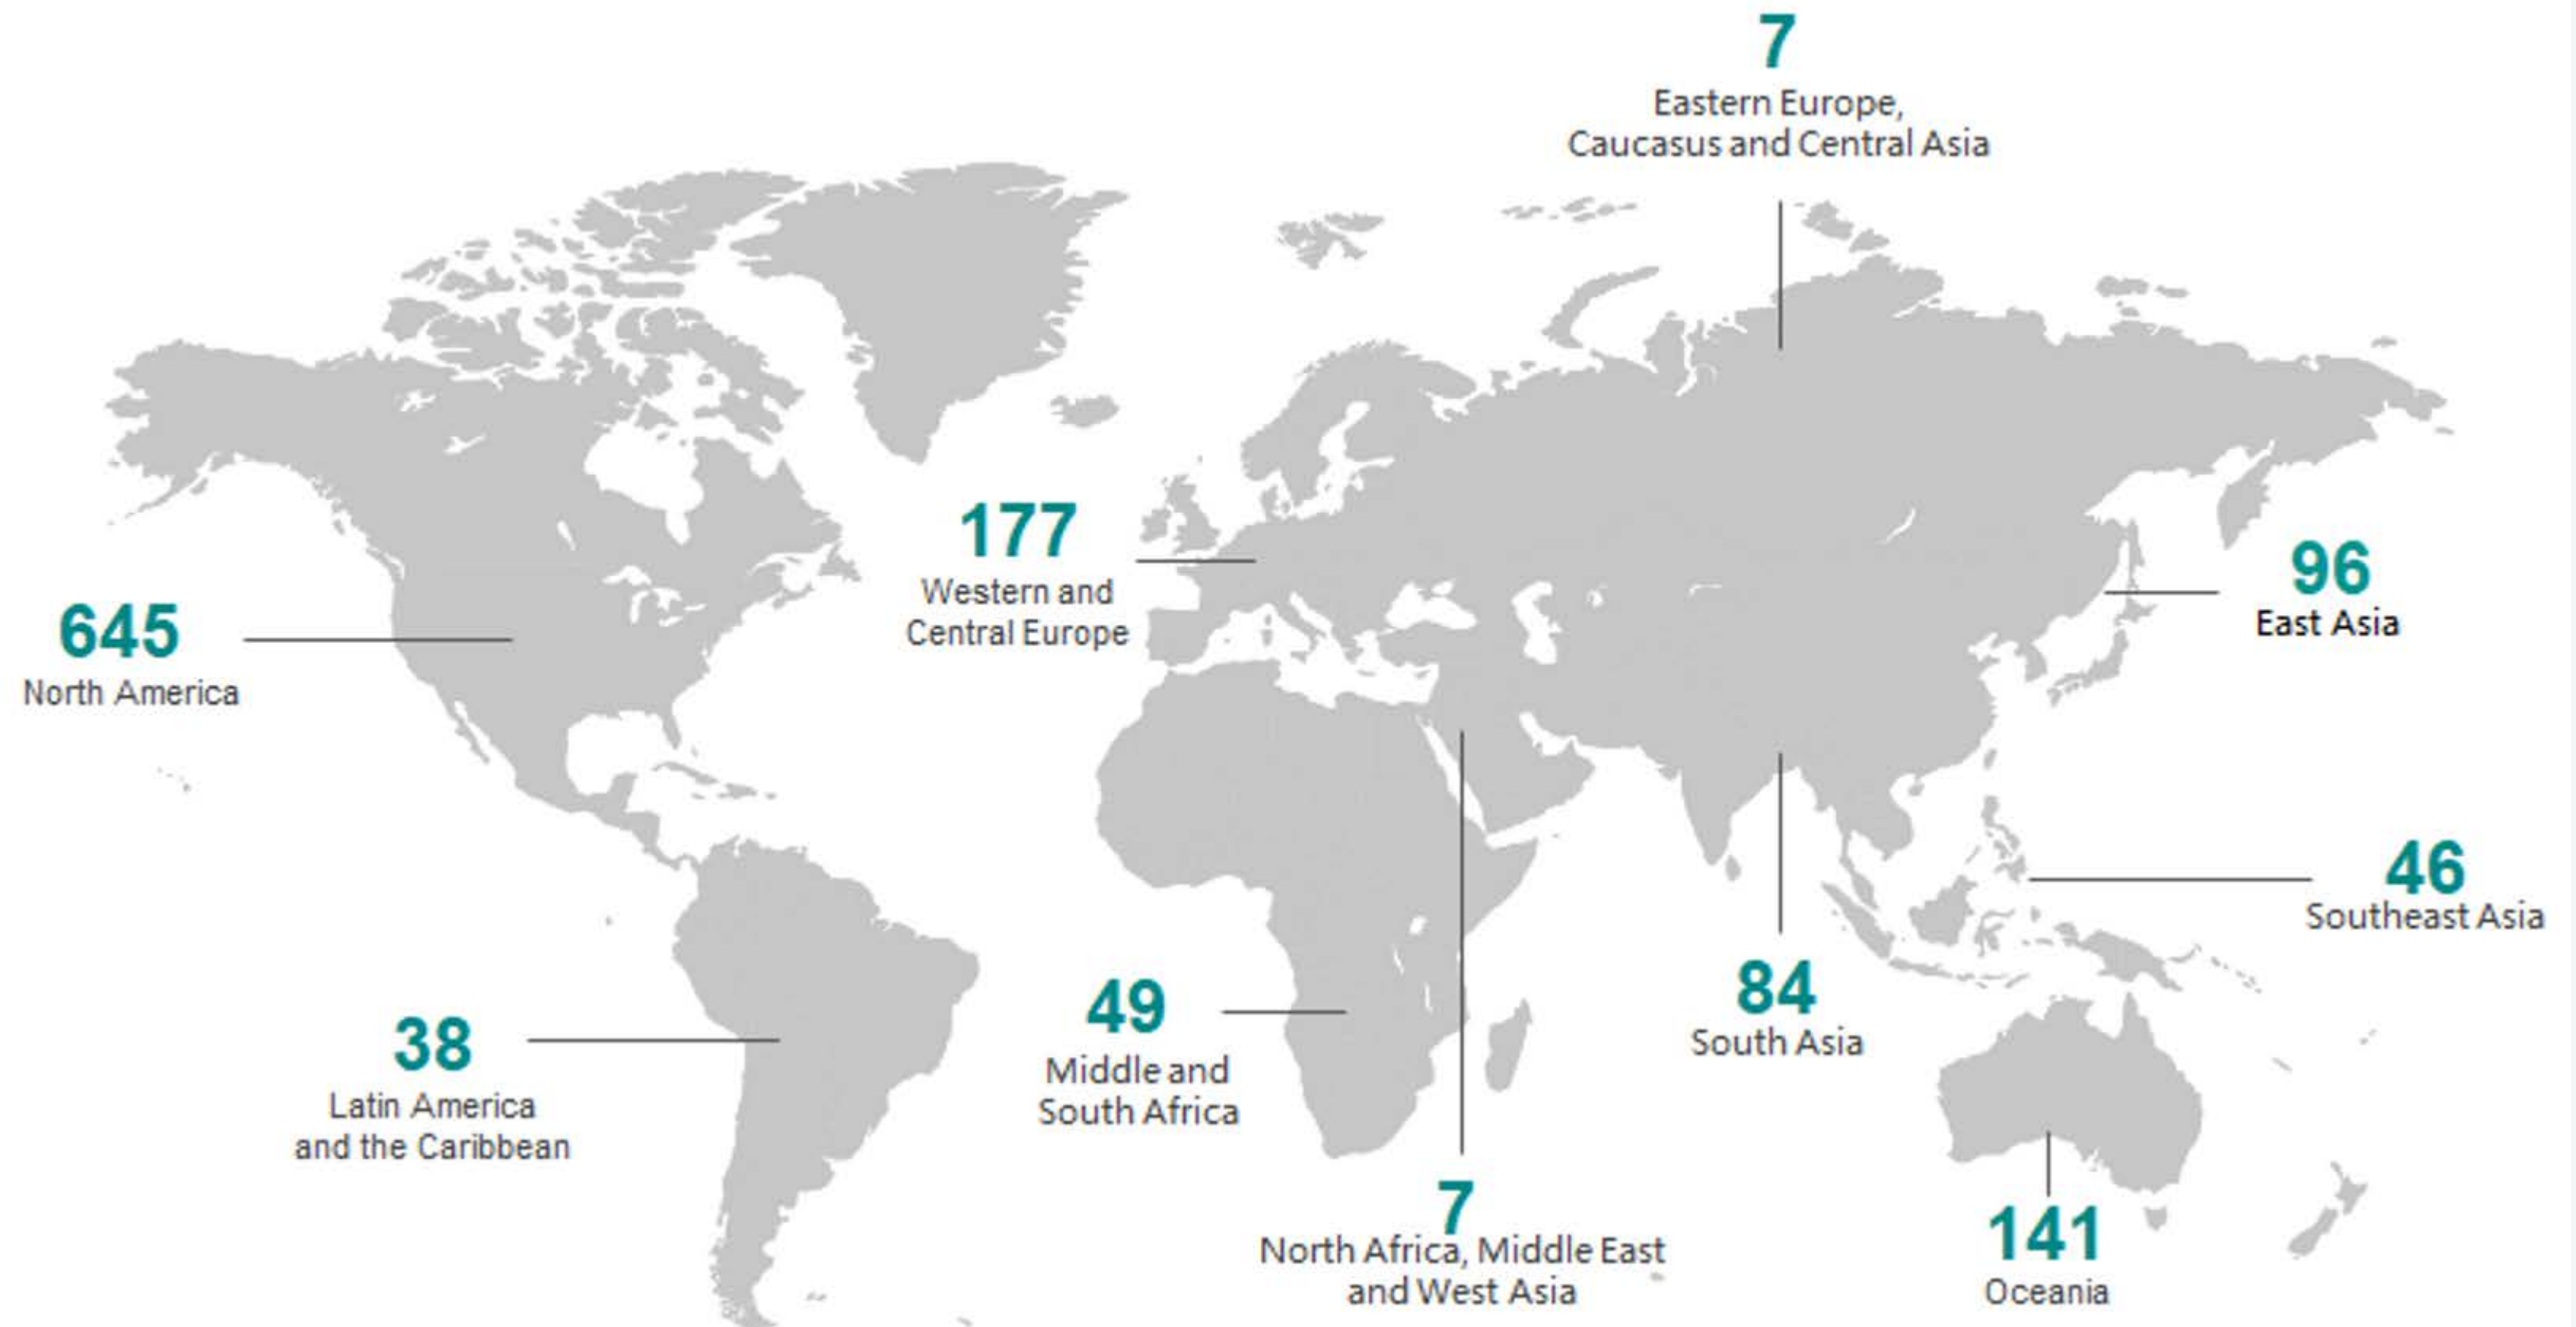 7
Eastern Europe,
Caucasus and Central Asia
177
Western and
Central Europe
96
East Asia
645
North America
46
Southeast Asia
84
South Asia
49
Middle and
South Africa
38
Latin America
and the Caribbean
7
North Africa, Middle East
and West Asia
141
Oceania